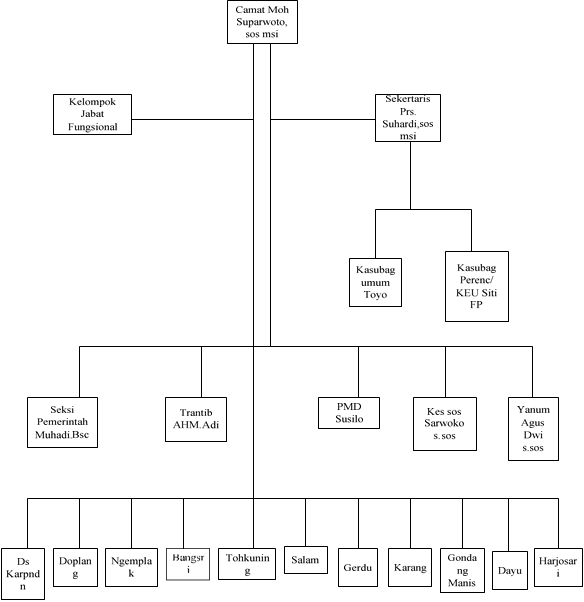 Camat Moh
Suparwoto,
sos msi
Kelompok
Jabat
Fungsional
Sekertaris
Prs.
Suhardi,sos
msi
Kasubag
umum
Toyo
Kasubag
Perenc/
KEU Siti
FP
Seksi
Pemerintah
Muhadi.Bsc
Trantib
AHM.Adi
PMD
Susilo
Kes sos
Sarwoko
s.sos
Yanum
Agus
Dwi
s.sos
Ds
Karpnda
n
Doplan
g
Ngempla
k
Bangsr
i
Tohkunin
g
Salam
Gerdu
Karang
Gonda
ng
Manis
Dayu
Harjosar
i